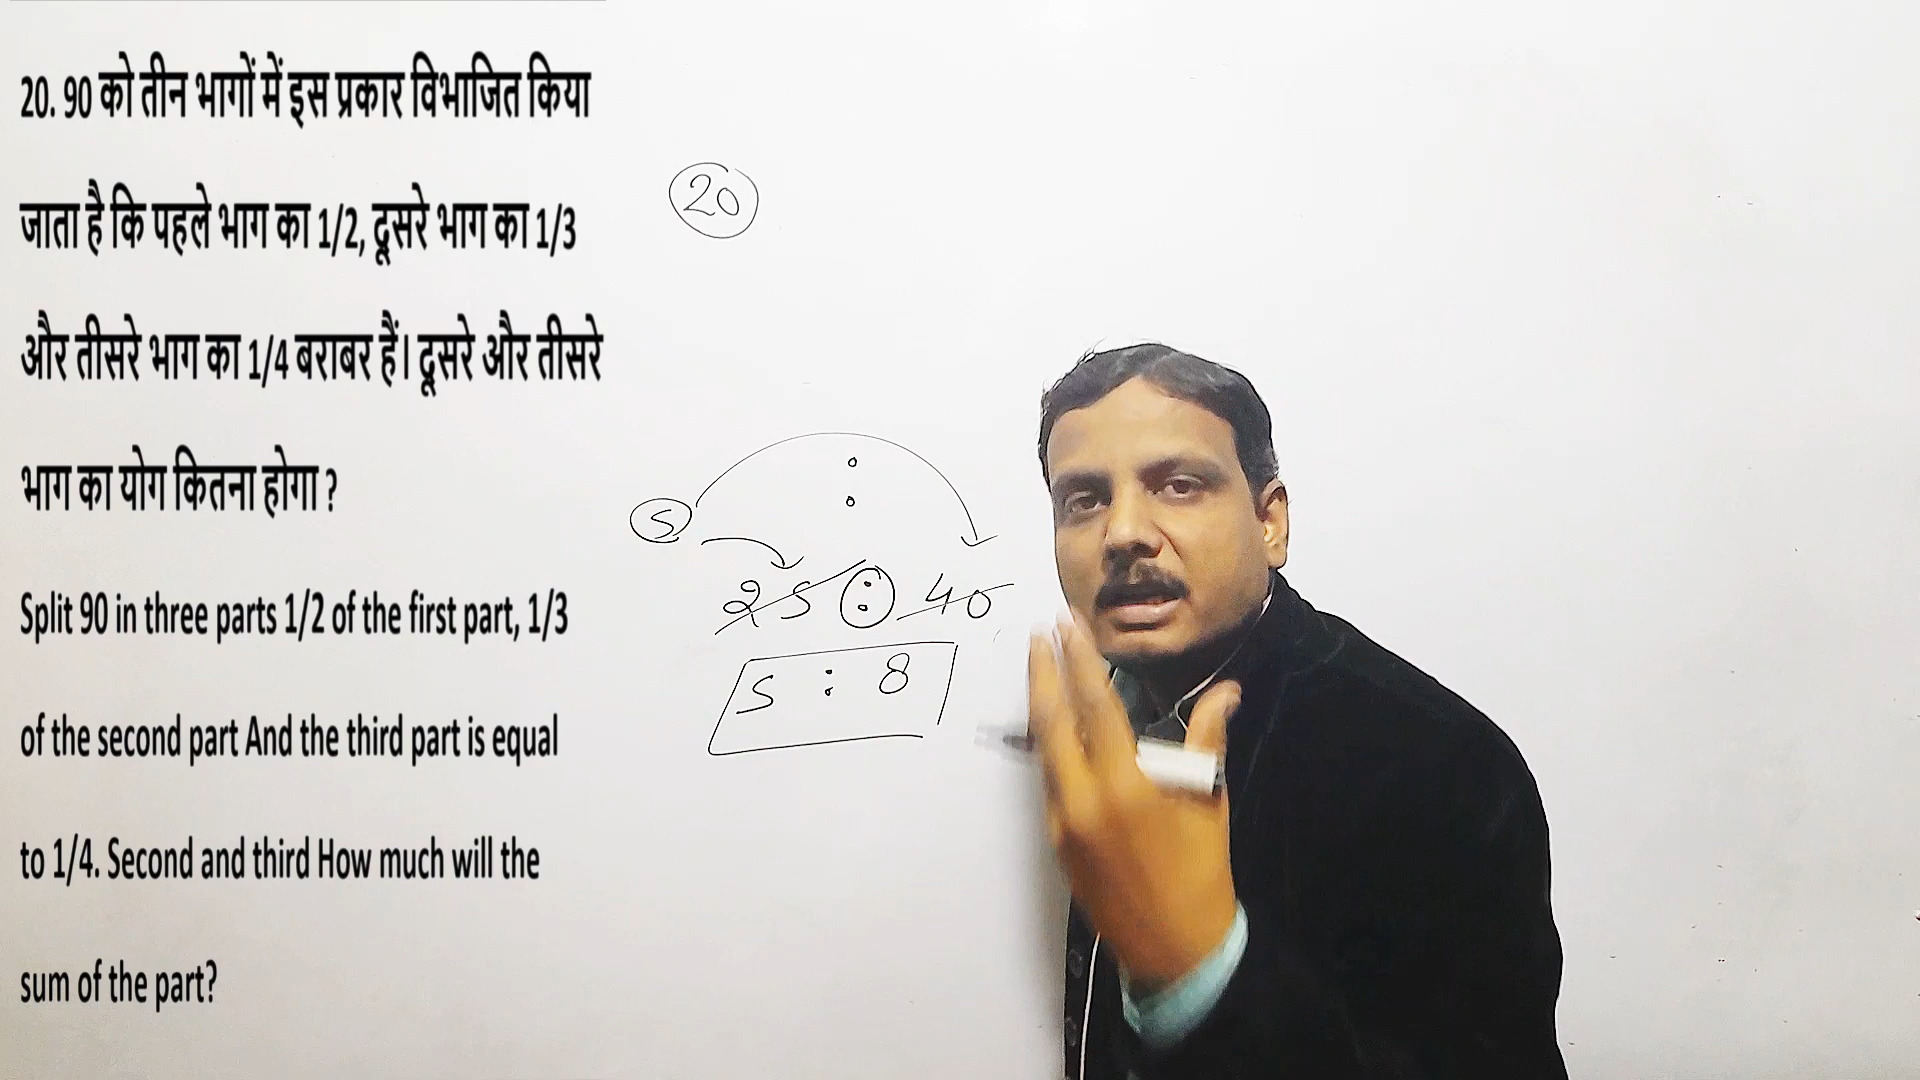 20. 90 को तीन भागों में इस प्रकार विभाजित किया
जाता है कि पहले भाग का 1/2, दूसरे भाग का 1/3
और तीसरे भाग का 1/4 बराबर हैं। दूसरे और तीसरे
भाग का योग कितना होगा ?
Split 90 in three parts 1/2 of the first part, 1/3
of the second part And the third part is equal
to 1/4. Second and third How much will the
sum of the part?
20
:
5
25 : 40
5 : 8